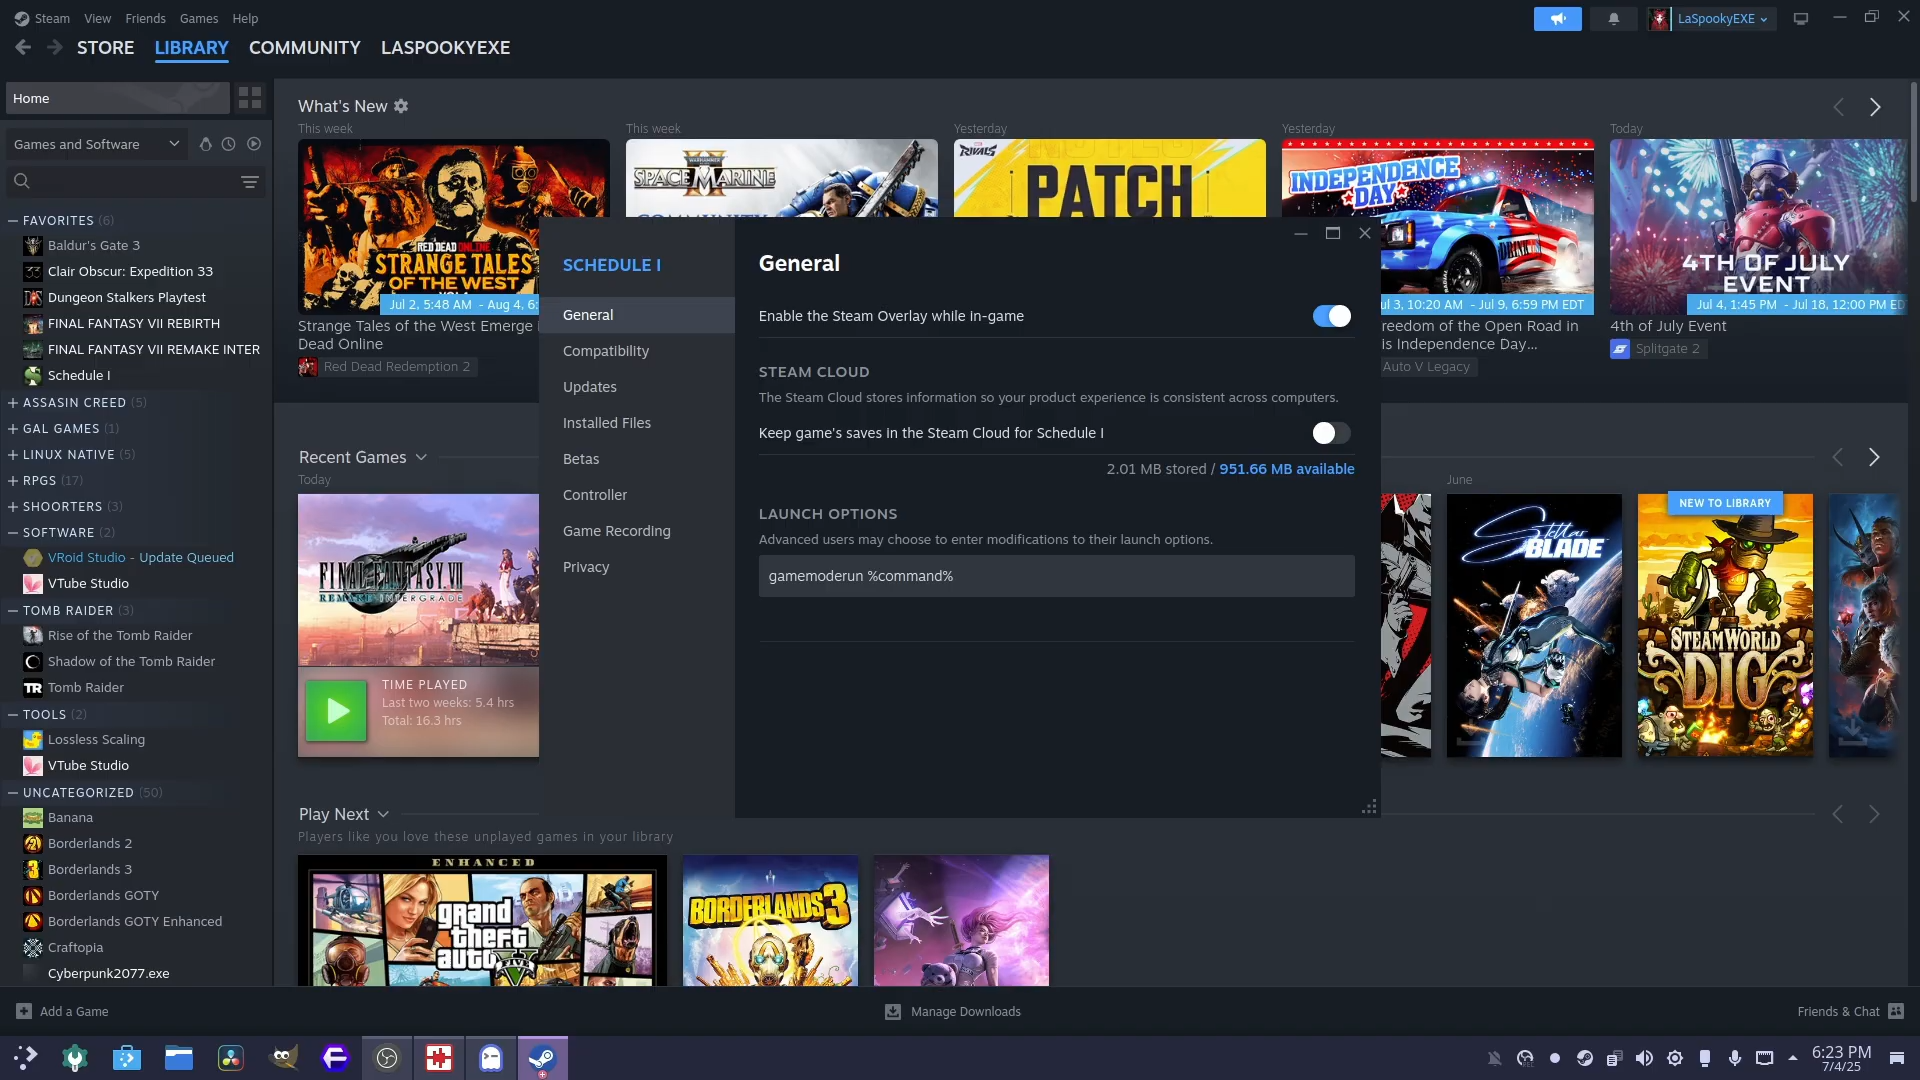 Steam View Friends Games Help
LaSpookyEXE
STORE LIBRARY COMMUNITY LASPOOKYEXE
Home
Games and Software
FAVORITES (6)
Baldur's Gate 3
Clair Obscur: Expedition 33
Dungeon Stalkers Playtest
FINAL FANTASY VII REBIRTH
FINAL FANTASY VII REMAKE INTER
Schedule I
ASSASIN CREED (5)
GAL GAMES (1)
LINUX NATIVE (5)
RPGS (17)
SHOORTERS (3)
SOFTWARE (2)
VRoid Studio - Update Queued
VTube Studio
TOMB RAIDER (3)
Rise of the Tomb Raider
Shadow of the Tomb Raider
TR Tomb Raider
TOOLS (2)
Lossless Scaling
VTube Studio
UNCATEGORIZED (50)
Banana
Borderlands 2
Borderlands 3
Borderlands GOTY
Borderlands GOTY Enhanced
Craftopia
Cyberpunk2077.exe
What's New
This week
RED DEAD ONLINE
STRANGE TALES
OF THE WEST
Jul 2, 5:48 AM - Aug 4, 6:
Strange Tales of the West Emerge
Dead Online
Red Dead Redemption 2
This week
WARHAMMER
SPACE MARINE
Yesterday
RIVALS
PATCH
Yesterday
INDEPENDENCE
DAY
ul 3, 10:20 AM - Jul 9, 6:59 PM EDT
reedom of the Open Road in
is Independence Day...
Auto V Legacy
Today
4TH OF JULY
EVENT
Jul 4, 1:45 PM - Jul 18, 12:00 PM ED
4th of July Event
Splitgate 2
SCHEDULE I
General
Compatibility
Updates
Installed Files
Betas
Controller
Game Recording
Privacy
General
Enable the Steam Overlay while in-game
STEAM CLOUD
The Steam Cloud stores information so your product experience is consistent across computers.
Keep game's saves in the Steam Cloud for Schedule I
2.01 MB stored / 951.66 MB available
LAUNCH OPTIONS
Advanced users may choose to enter modifications to their launch options.
gamemoderun %command%
Recent Games
Today
FINAL FANTASY VII
REMAKE INTERGRADE
TIME PLAYED
Last two weeks: 5.4 hrs
Total: 16.3 hrs
June
Stellar
BLADE
NEW TO LIBRARY
STEAMWORLD
DIG
Play Next
Players like you love these unplayed games in your library
ENHANCED
grand
theft
auto V
FIVE
BORDERLANDS 3
Add a Game
Manage Downloads
Friends & Chat
6:23 PM
7/4/25